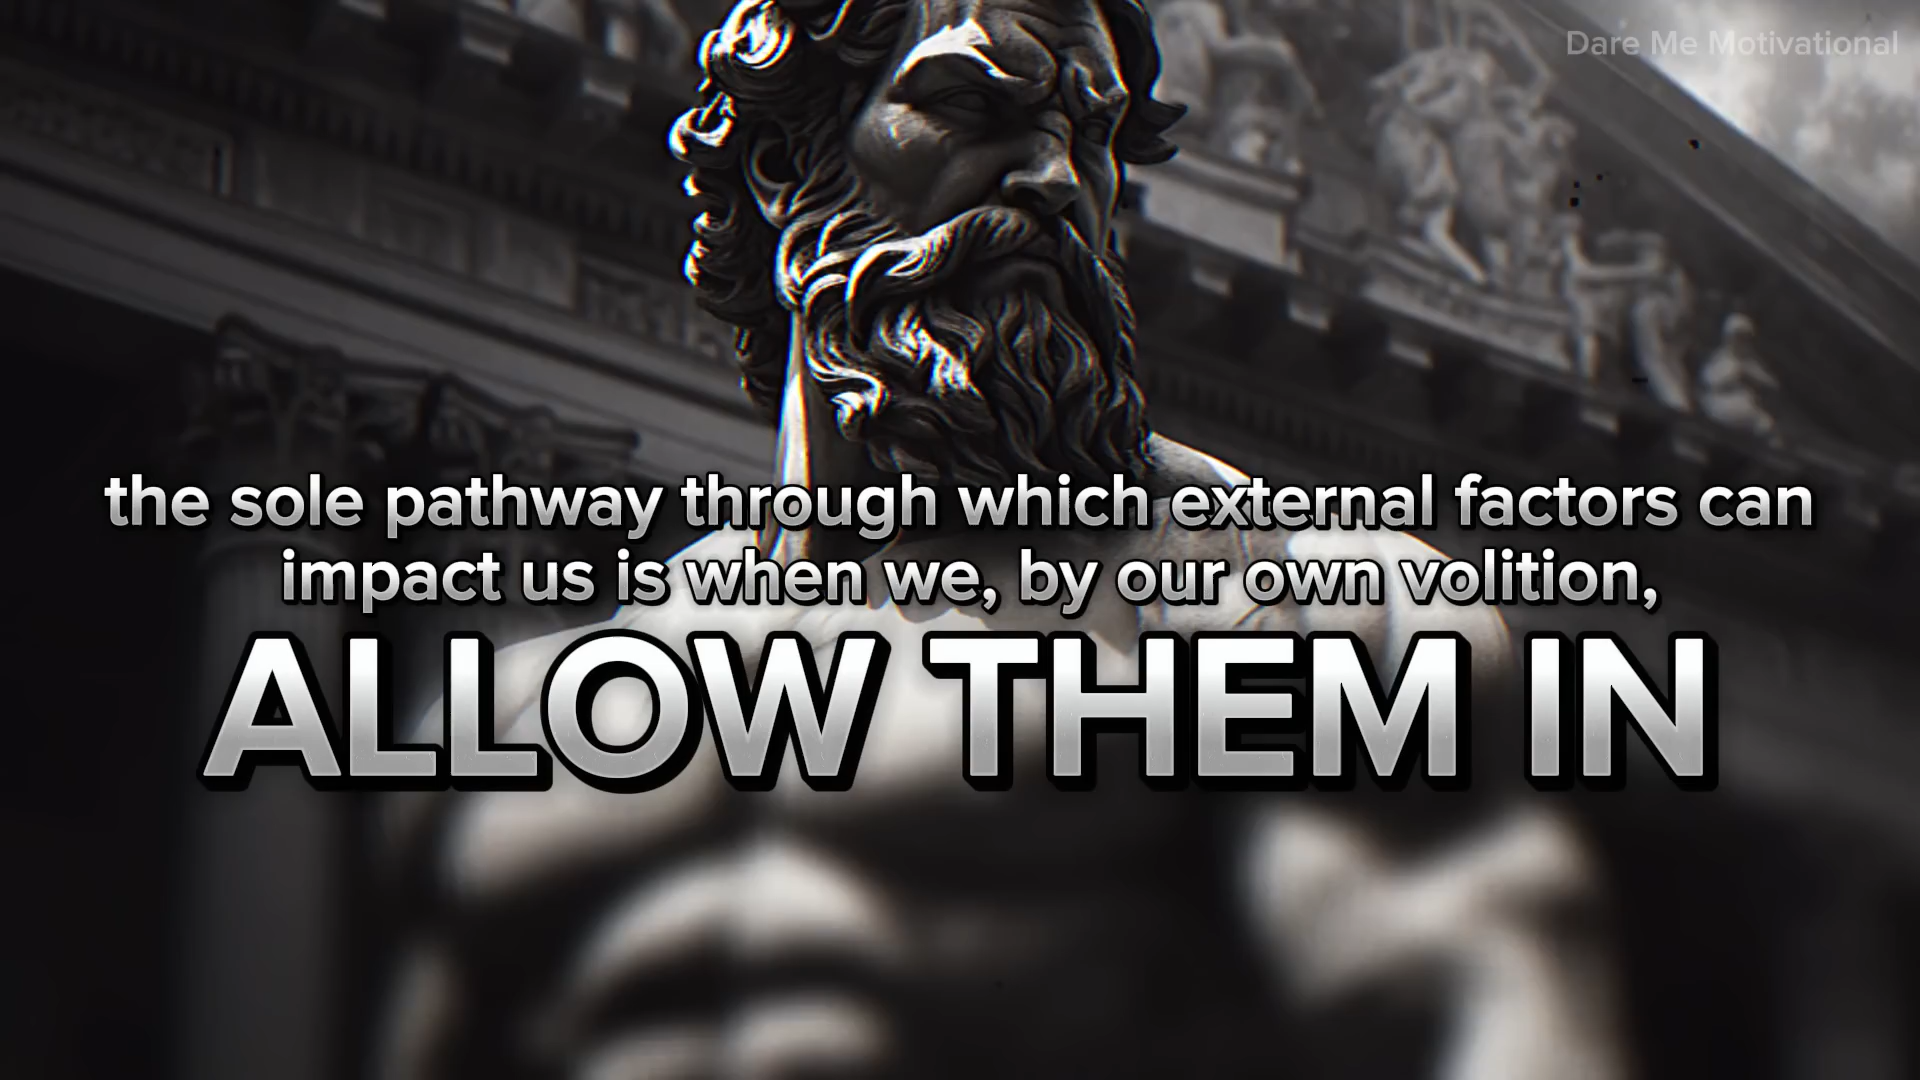 Dare Me Motivational
the sole pathway through which external factors can
impact us is when we, by our own volition,
ALLOW THEM IN